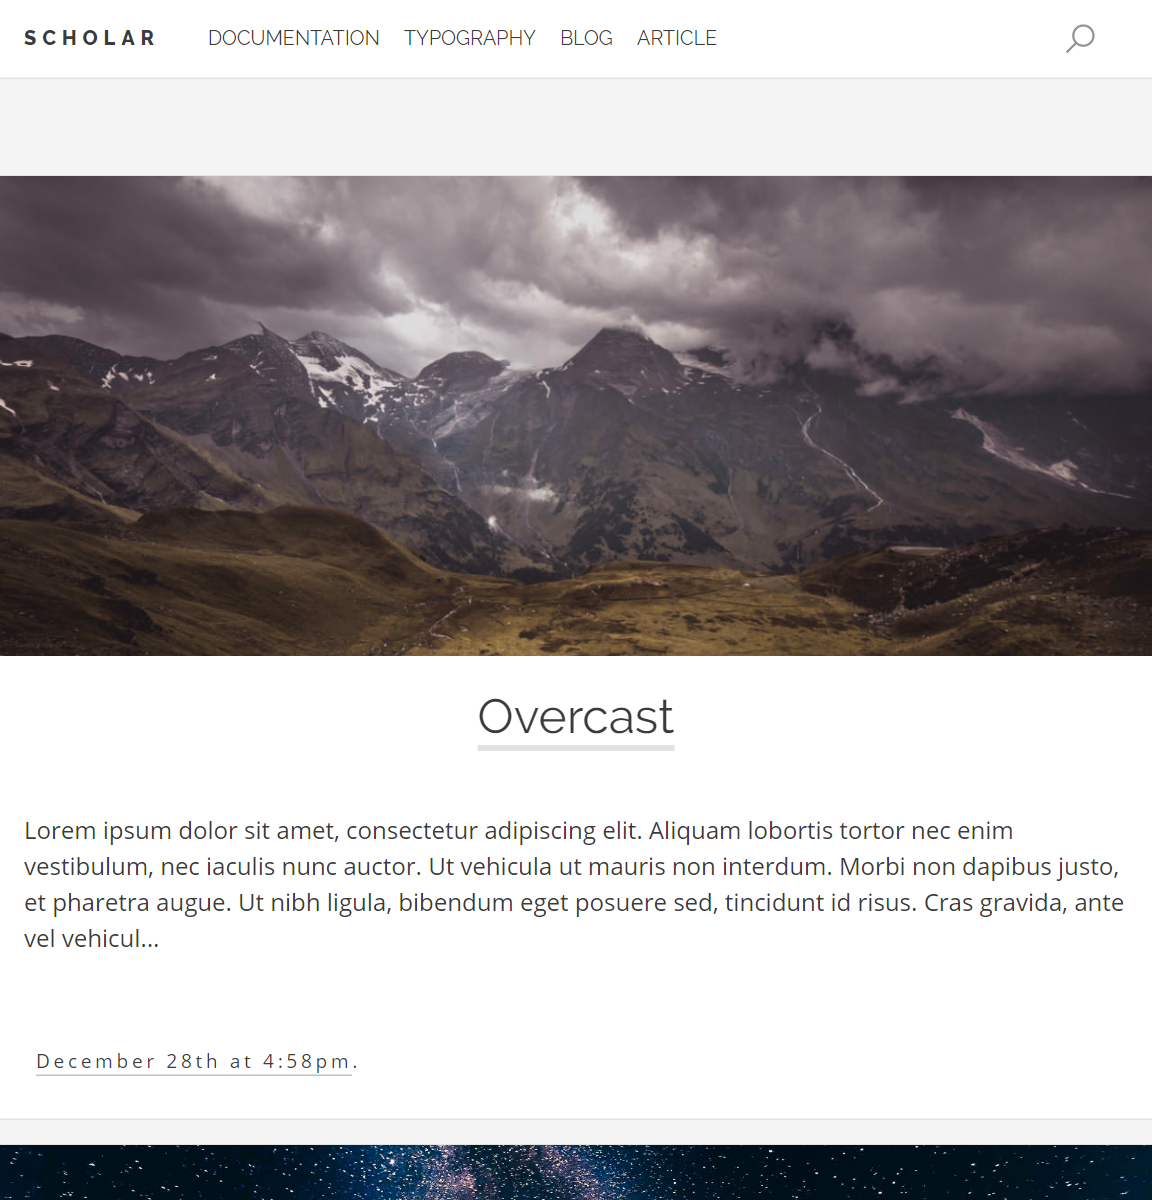 SCHOLAR DOCUMENTATION TYPOGRAPHY BLOG ARTICLE
Overcast
Lorem ipsum dolor sit amet, consectetur adipiscing elit. Aliquam lobortis tortor nec enim
vestibulum, nec iaculis nunc auctor. Ut vehicula ut mauris non interdum. Morbi non dapibus justo,
et pharetra augue. Ut nibh ligula, bibendum eget posuere sed, tincidunt id risus. Cras gravida, ante
vel vehicul...
December 28th at 4:58pm.